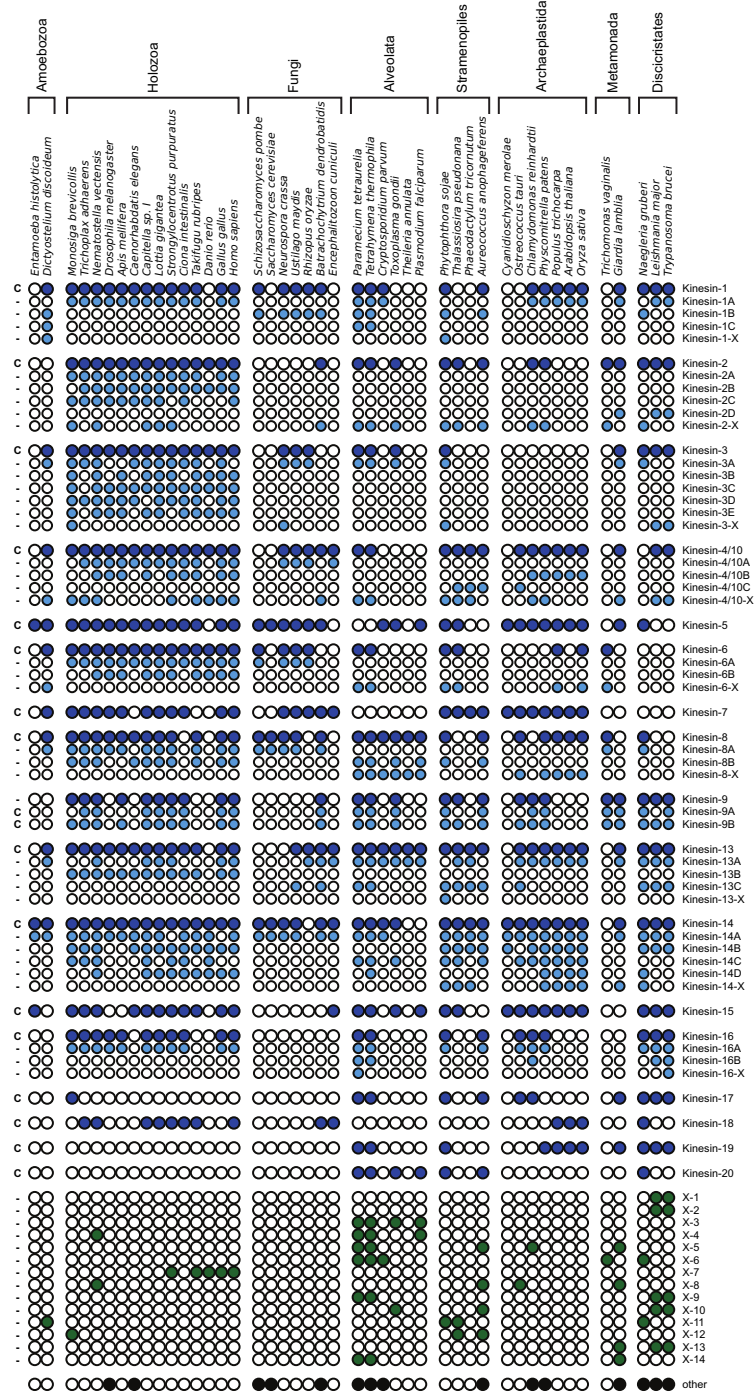 Amoebozoa
Holozoa
Fungi
Alveolata
Stramenopiles
Archaeplastida
Metamonada
Discicristates
Entamoeba histolytica
Dictyostelium discoideum
Monosiga brevicollis
Trichoplax adhaerens
Nematostella vectensis
Drosophila melanogaster
Apis mellifera
Caenorhabdatis elegans
Capitella sp. I
Lottia gigantea
Strongylocentrotus purpuratus
Ciona intestinalis
Takifugu rubripes
Danio rerio
Gallus gallus
Homo sapiens
Schizosaccharomyces pombe
Saccharomyces cerevisiae
Neurospora crassa
Ustilago maydis
Rhizopus oryzae
Batrachochytrium dendrobatidis
Encephalitozoon cuniculi
Paramecium tetraurelia
Tetrahymena thermophila
Cryptosporidium parvum
Toxoplasma gondii
Theileria annulata
Plasmodium falciparum
Phytophthora sojae
Thalassiosira pseudonana
Phaeodactylum tricornutum
Aureococcus anophageferens
Cyanidioschyzon merolae
Ostreococcus tauri
Chlamydomonas reinhardtii
Physcomitrella patens
Populus trichocarpa
Arabidopsis thaliana
Oryza sativa
Trichomonas vaginalis
Giardia lamblia
Naegleria gruberi
Leishmania major
Trypanosoma brucei
C Kinesin-1
- Kinesin-1A
- Kinesin-1B
- Kinesin-1C
- Kinesin-1-X
C Kinesin-2
- Kinesin-2A
- Kinesin-2B
- Kinesin-2C
- Kinesin-2D
- Kinesin-2-X
C Kinesin-3
- Kinesin-3A
- Kinesin-3B
- Kinesin-3C
- Kinesin-3D
- Kinesin-3E
- Kinesin-3-X
C Kinesin-4/10
- Kinesin-4/10A
- Kinesin-4/10B
- Kinesin-4/10C
- Kinesin-4/10-X
C Kinesin-5
C Kinesin-6
- Kinesin-6A
- Kinesin-6B
- Kinesin-6-X
C Kinesin-7
C Kinesin-8
- Kinesin-8A
- Kinesin-8B
- Kinesin-8-X
- Kinesin-9
C Kinesin-9A
C Kinesin-9B
C Kinesin-13
- Kinesin-13A
- Kinesin-13B
- Kinesin-13C
- Kinesin-13-X
C Kinesin-14
- Kinesin-14A
- Kinesin-14B
- Kinesin-14C
- Kinesin-14D
- Kinesin-14-X
C Kinesin-15
C Kinesin-16
- Kinesin-16A
- Kinesin-16B
- Kinesin-16-X
C Kinesin-17
C Kinesin-18
C Kinesin-19
C Kinesin-20
- X-1
- X-2
- X-3
- X-4
- X-5
- X-6
- X-7
- X-8
- X-9
- X-10
- X-11
- X-12
- X-13
- X-14
- other